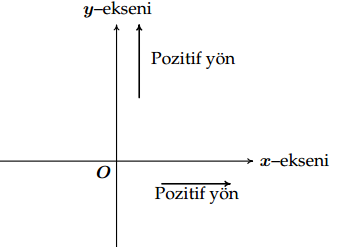 y–ekseni
Pozitif yön
x–ekseni
O
Pozitif yön